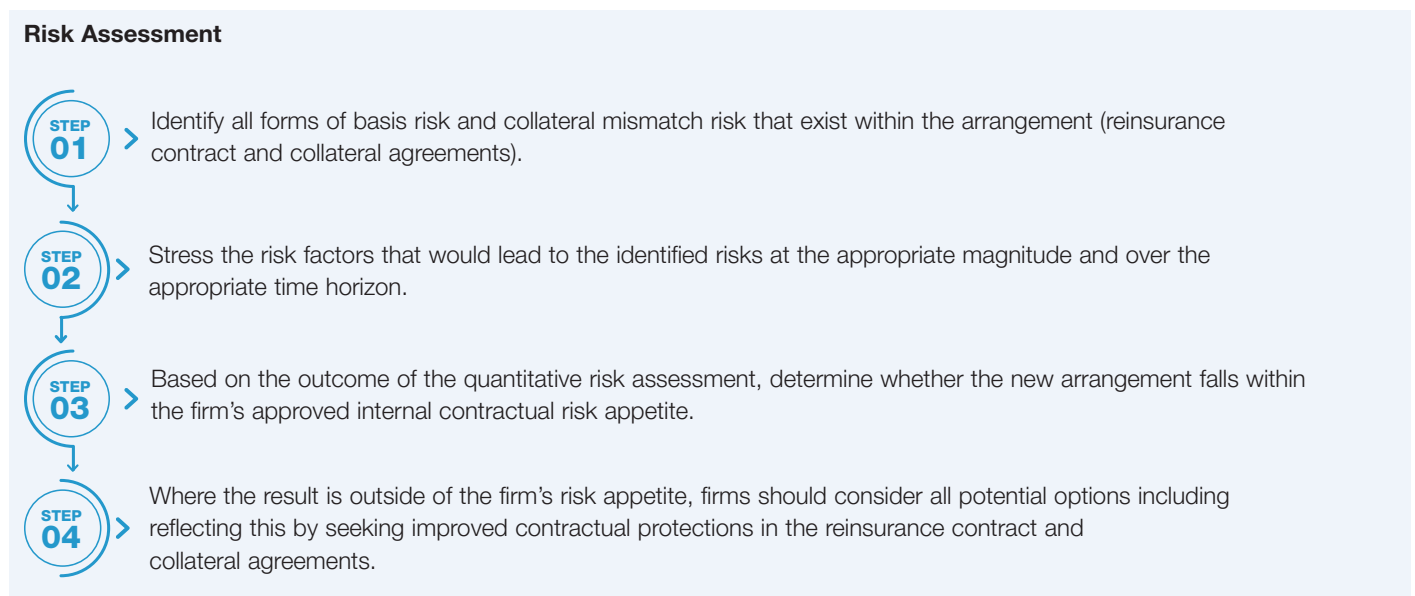 Risk Assessment
STEP
01
Identify all forms of basis risk and collateral mismatch risk that exist within the arrangement (reinsurance
contract and collateral agreements).
STEP
02
Stress the risk factors that would lead to the identified risks at the appropriate magnitude and over the
appropriate time horizon.
STEP
03
Based on the outcome of the quantitative risk assessment, determine whether the new arrangement falls within
the firm’s approved internal contractual risk appetite.
STEP
04
Where the result is outside of the firm’s risk appetite, firms should consider all potential options including
reflecting this by seeking improved contractual protections in the reinsurance contract and
collateral agreements.